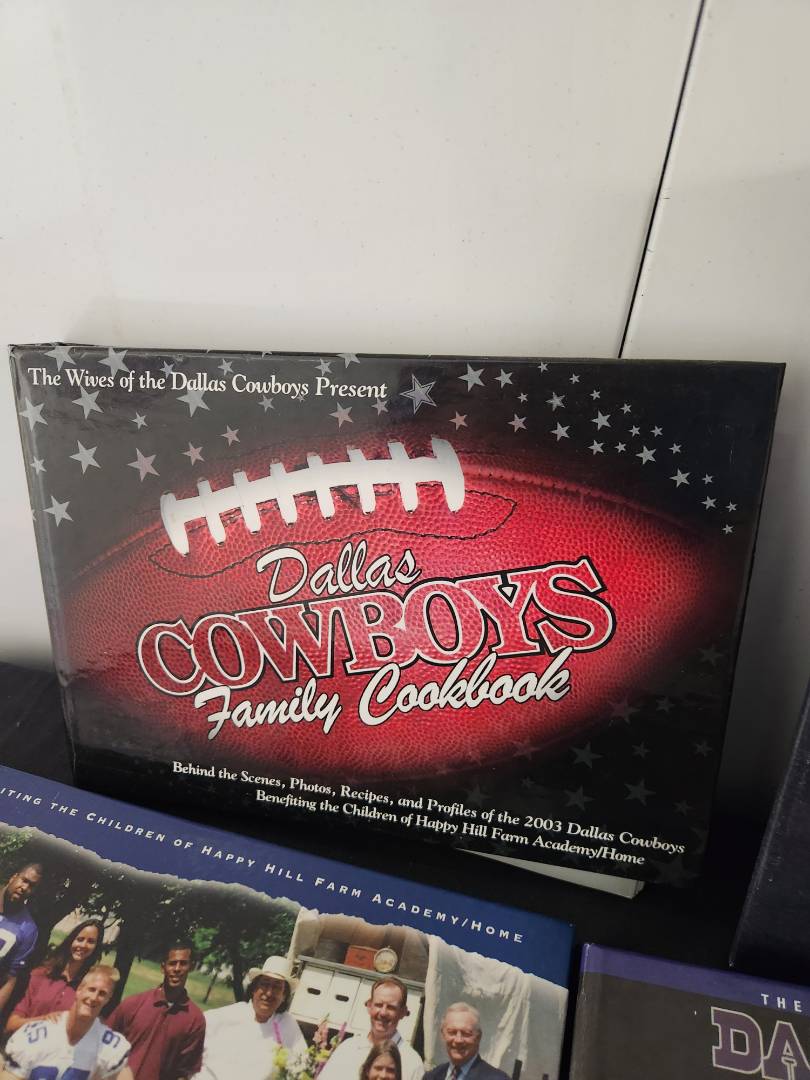 The Wives of the Dallas Cowboys Present
Dallas
COWBOYS
Family Cookbook
Behind the Scenes, Photos, Recipes, and Profiles of the 2003 Dallas Cowboys
Benefiting the Children of Happy Hill Farm Academy/Home
THE CHILDREN OF HAPPY HILL FARM ACADEMY/HOME
THE